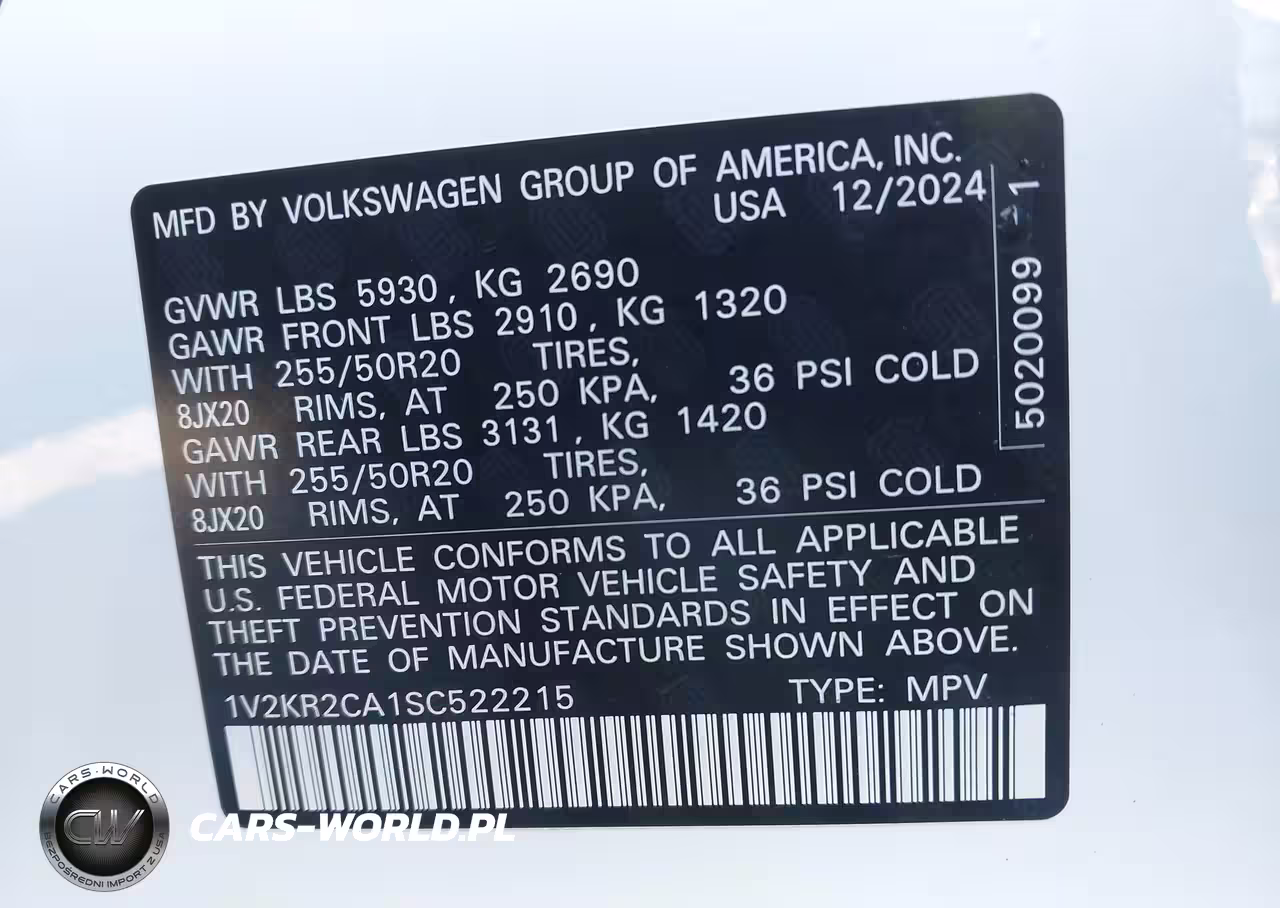 MFD BY VOLKSWAGEN GROUP OF AMERICA, INC.
USA 12/2024
GVWR LBS 5930, KG 2690
GAWR FRONT LBS 2910, KG 1320
WITH 255/50R20 TIRES,
8JX20 RIMS, AT 250 KPA, 36 PSI COLD
GAWR REAR LBS 3131, KG 1420
WITH 255/50R20 TIRES,
8JX20 RIMS, AT 250 KPA, 36 PSI COLD
THIS VEHICLE CONFORMS TO ALL APPLICABLE
U.S. FEDERAL MOTOR VEHICLE SAFETY AND
THEFT PREVENTION STANDARDS IN EFFECT ON
THE DATE OF MANUFACTURE SHOWN ABOVE.
1V2KR2CA1SC522215 TYPE: MPV
5020099
CARS-WORLD
CW
BEZPOŚREDNI IMPORT Z USA
CARS-WORLD.PL